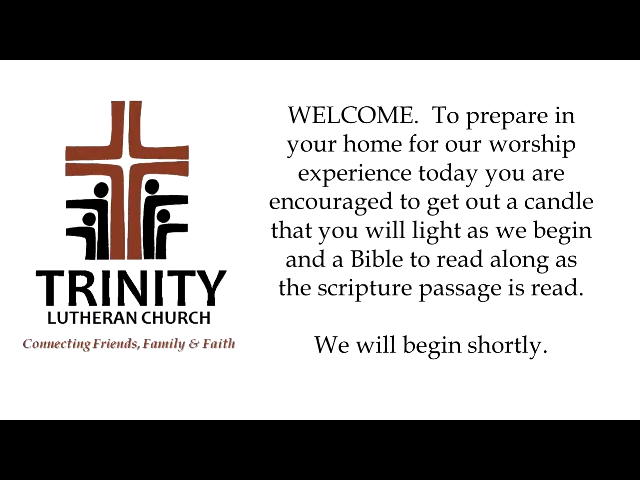 TRINITY
LUTHERAN CHURCH
Connecting Friends, Family & Faith
WELCOME.  To prepare in
your home for our worship
experience today you are
encouraged to get out a candle
that you will light as we begin
and a Bible to read along as
the scripture passage is read.
We will begin shortly.